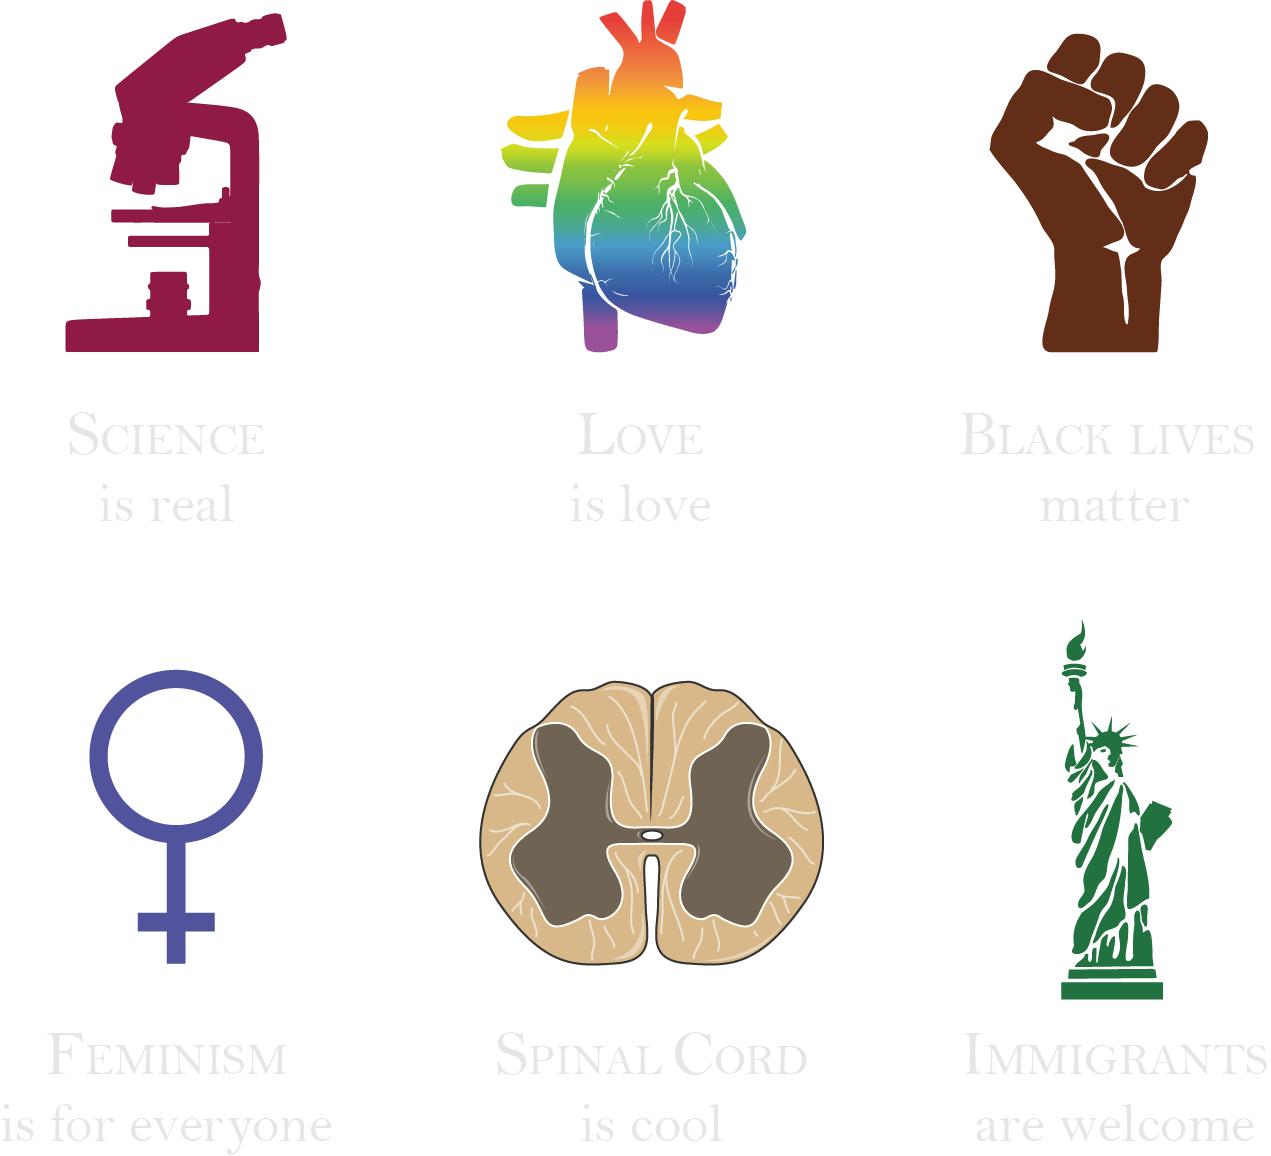 SCIENCE
is real
LOVE
is love
BLACK LIVES
matter
FEMINISM
is for everyone
SPINAL CORD
is cool
IMMIGRANTS
are welcome